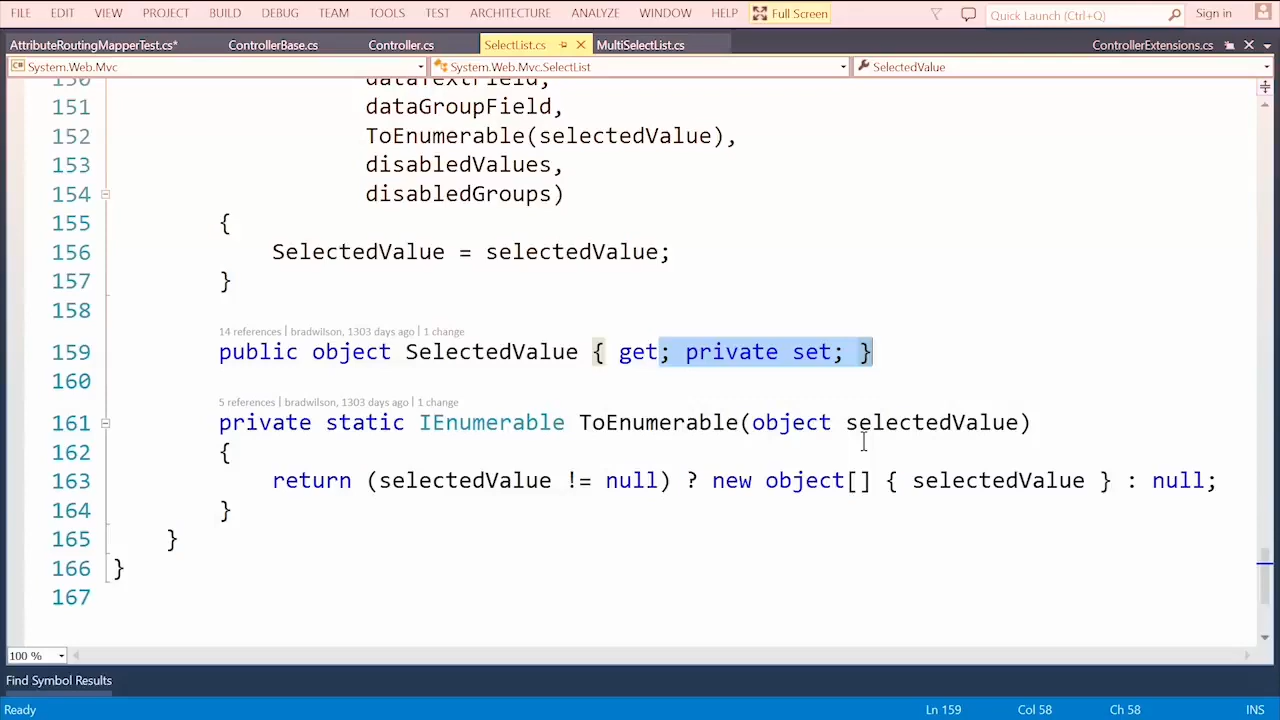 FILE EDIT VIEW PROJECT BUILD DEBUG TEAM TOOLS TEST ARCHITECTURE ANALYZE WINDOW HELP Full Screen Quick Launch (Ctrl+Q) Sign in
AttributeRoutingMapperTest.cs* ControllerBase.cs Controller.cs SelectList.cs MultiSelectList.cs ControllerExtensions.cs
System.Web.Mvc System.Web.Mvc.SelectList SelectedValue
150 dataTextField,
151 dataGroupField,
152 ToEnumerable(selectedValue),
153 disabledValues,
154 disabledGroups)
155 {
156 SelectedValue = selectedValue;
157 }
158
14 references | bradwilson, 1303 days ago | 1 change
159 public object SelectedValue { get; private set; }
160
5 references | bradwilson, 1303 days ago | 1 change
161 private static IEnumerable ToEnumerable(object selectedValue)
162 {
163 return (selectedValue != null) ? new object[] { selectedValue } : null;
164 }
165 }
166 }
167
100 %
Find Symbol Results
Ready Ln 159 Col 58 Ch 58 INS